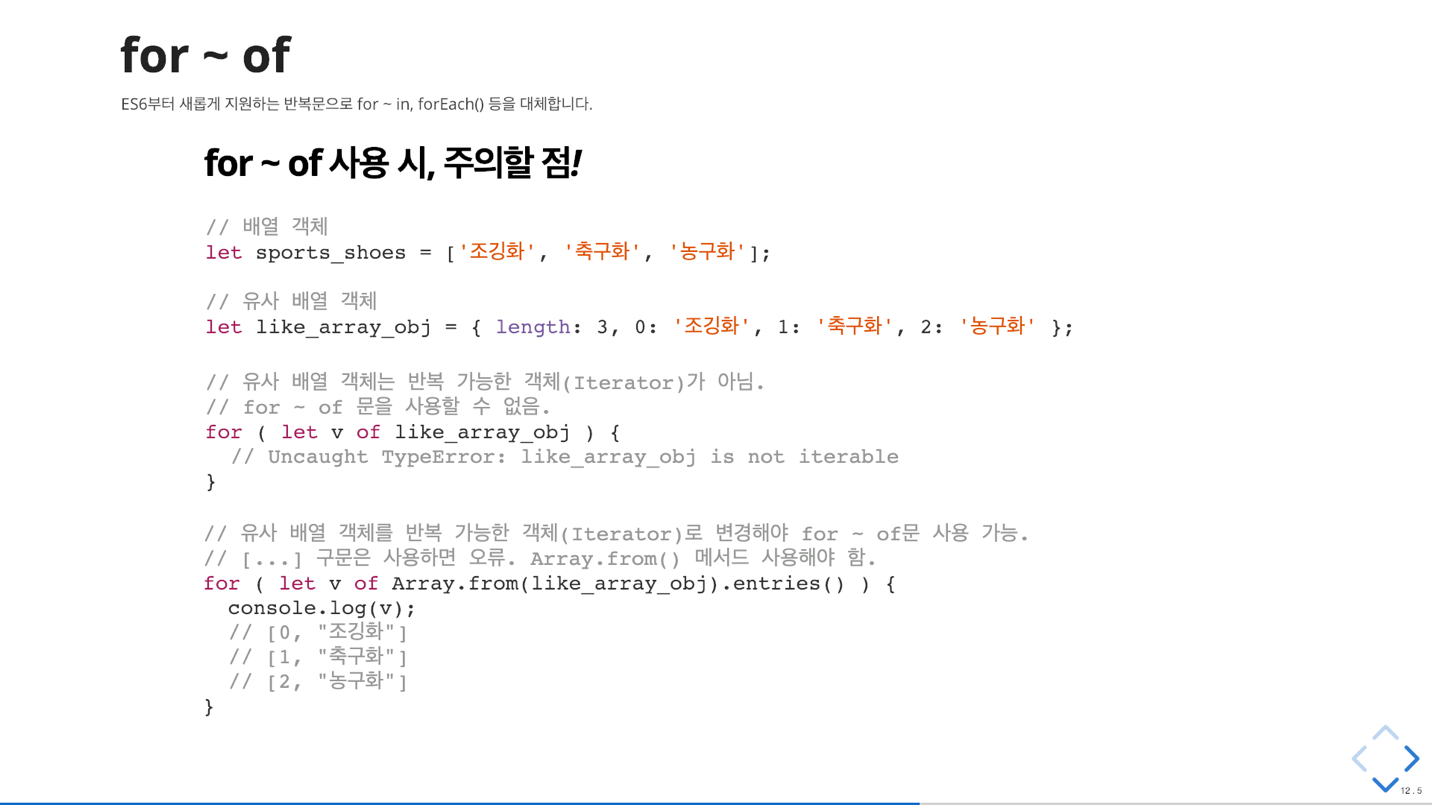 for ~ of
ES6부터 새롭게 지원하는 반복문으로 for ~ in, forEach() 등을 대체합니다.
for ~ of 사용 시, 주의할 점!
// 배열 객체
let sports_shoes = ['조깅화', '축구화', '농구화'];
// 유사 배열 객체
let like_array_obj = { length: 3, 0: '조깅화', 1: '축구화', 2: '농구화' };
// 유사 배열 객체는 반복 가능한 객체(Iterator)가 아님.
// for ~ of 문을 사용할 수 없음.
for ( let v of like_array_obj ) {
// Uncaught TypeError: like_array_obj is not iterable
}
// 유사 배열 객체를 반복 가능한 객체(Iterator)로 변경해야 for ~ of문 사용 가능.
// [...] 구문은 사용하면 오류. Array.from() 메서드 사용해야 함.
for ( let v of Array.from(like_array_obj).entries() ) {
console.log(v);
// [0, "조깅화"]
// [1, "축구화"]
// [2, "농구화"]
}
12.5